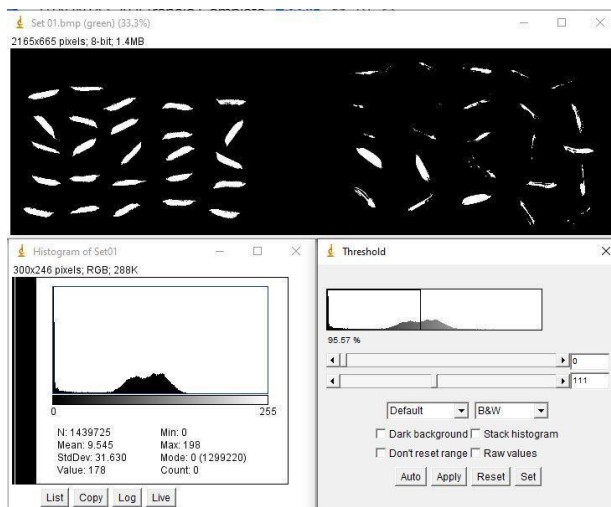 Set 01.bmp (green) (33.3%)
2165x665 pixels; 8-bit; 1.4MB
Histogram of Set01
300x246 pixels; RGB; 288K
0
255
N: 1439725
Min: 0
Mean: 9.545
Max: 198
StdDev: 31.630
Mode: 0 (1299220)
Value: 178
Count: 0
List
Copy
Log
Live
Threshold
95.57 %
0
111
Default
B&W
Dark background
Stack histogram
Don't reset range
Raw values
Auto
Apply
Reset
Set